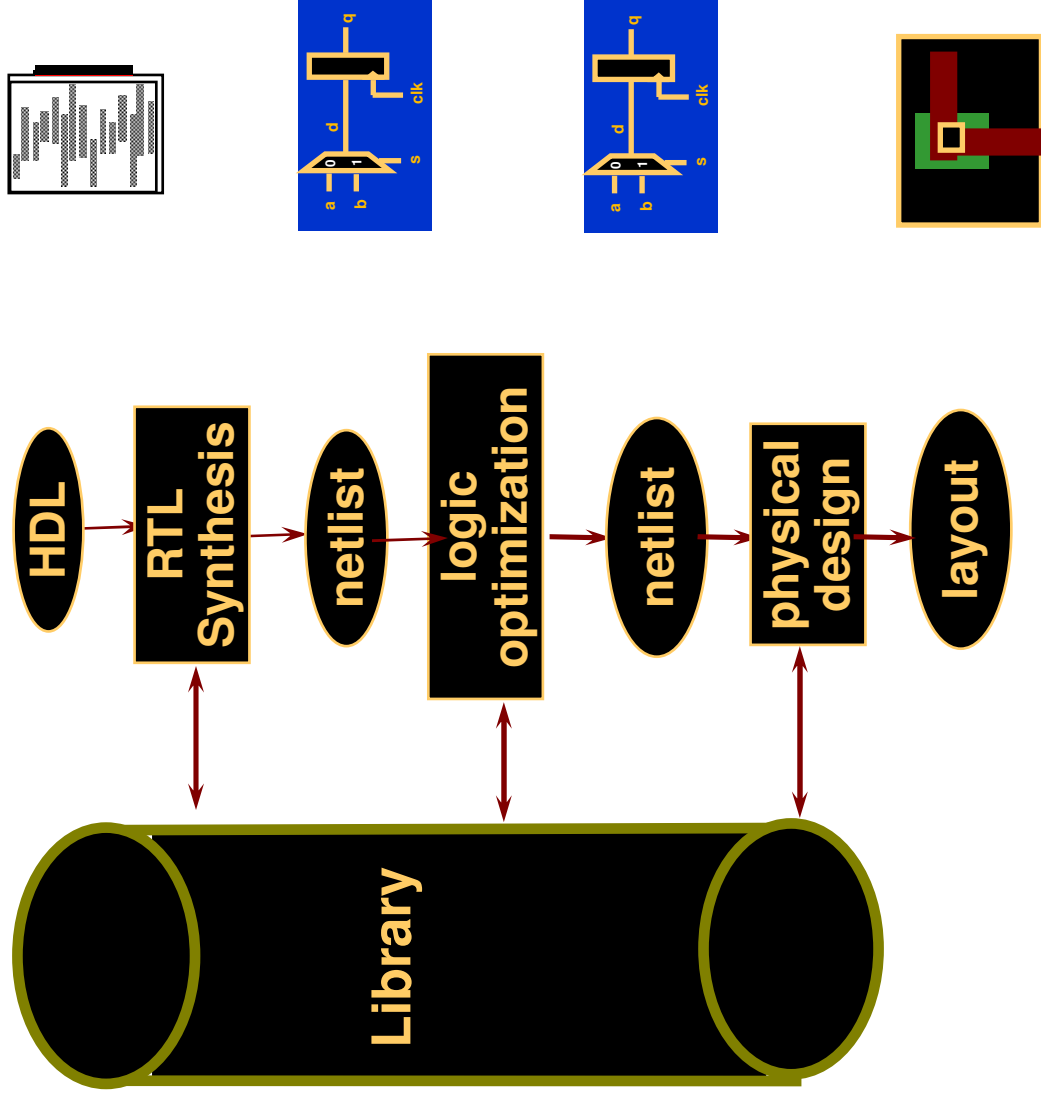 HDL
RTL
Synthesis
netlist
logic
optimization
netlist
physical
design
layout
Library
a
b
0
1
s
d
clk
q
a
b
0
1
s
d
clk
q